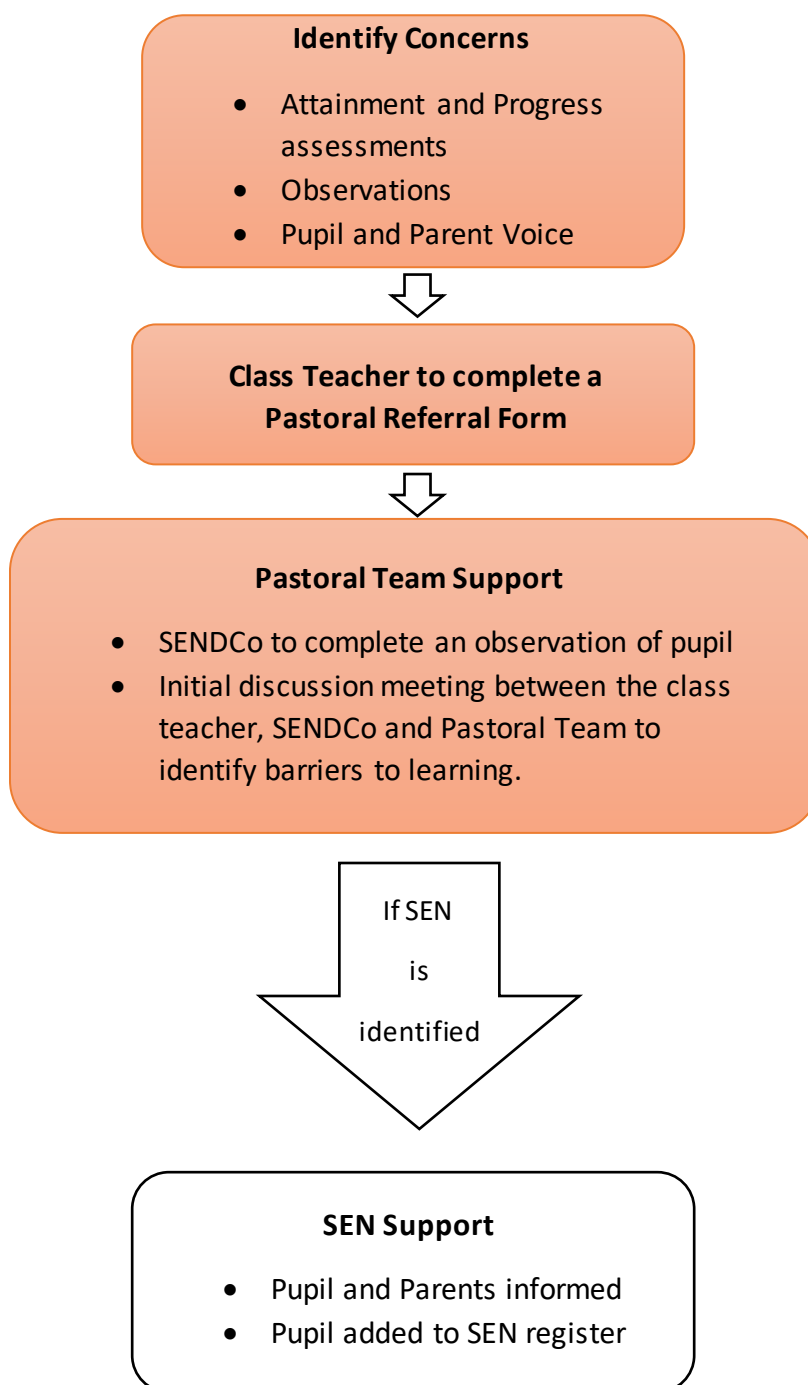 Identify Concerns
• Attainment and Progress
assessments
• Observations
• Pupil and Parent Voice
Class Teacher to complete a
Pastoral Referral Form
Pastoral Team Support
• SENDCo to complete an observation of pupil
• Initial discussion meeting between the class
teacher, SENDCo and Pastoral Team to
identify barriers to learning.
If SEN
is
identified
SEN Support
• Pupil and Parents informed
• Pupil added to SEN register